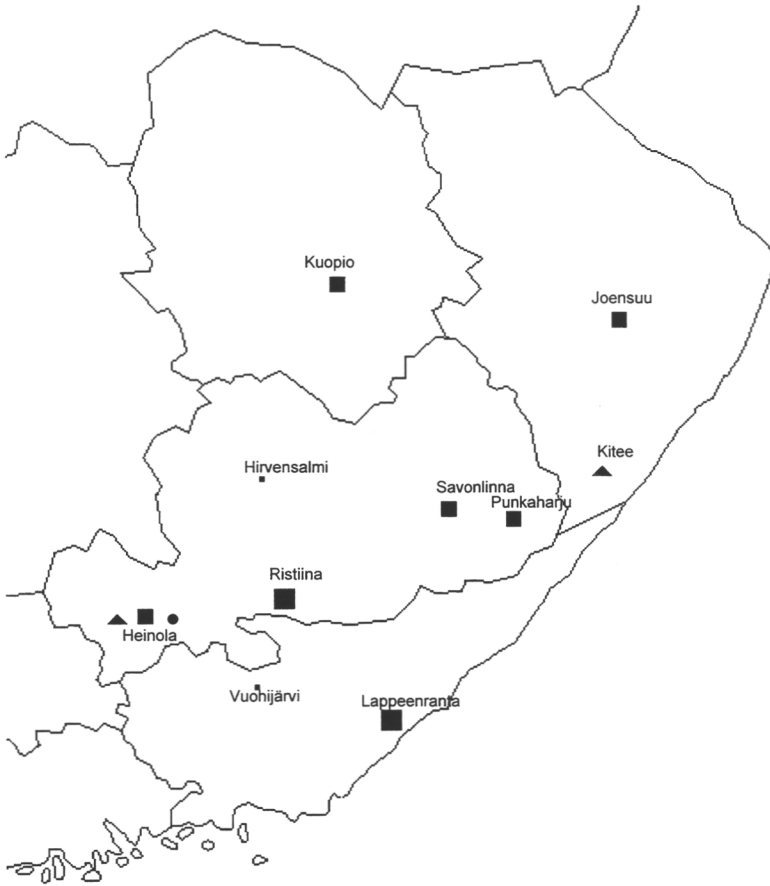 Kuopio
Joensuu
Kitee
Hirvensalmi
Savonlinna
Punkaharju
Ristiina
Heinola
Vuohijärvi
Lappeenranta